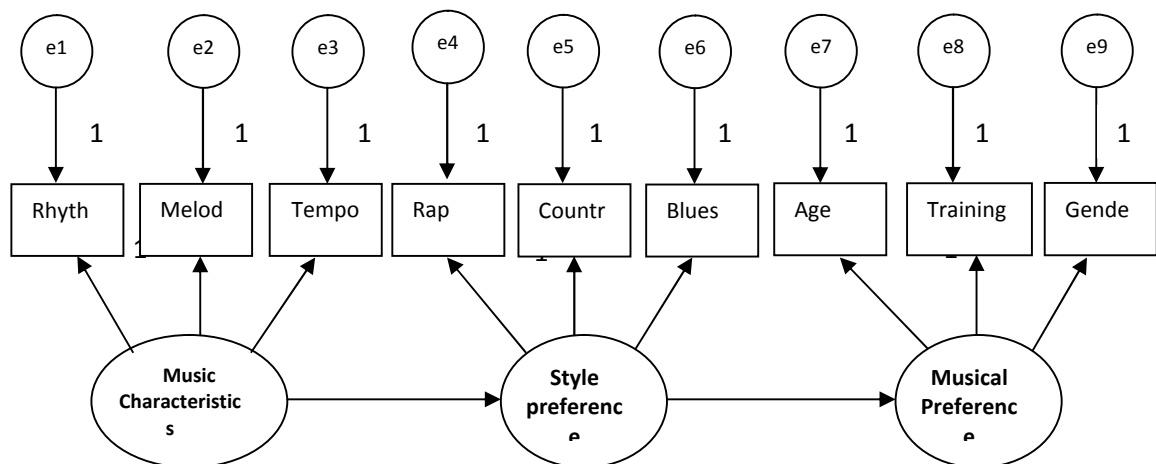 e1 e2 e3 e4 e5 e6 e7 e8 e9
1 1 1 1 1 1 1 1 1
Rhyth Melod Tempo Rap Countr Blues Age Training Gende
1
Music
Characteristic
s
Style
preferenc
e
Musical
Preferenc
e